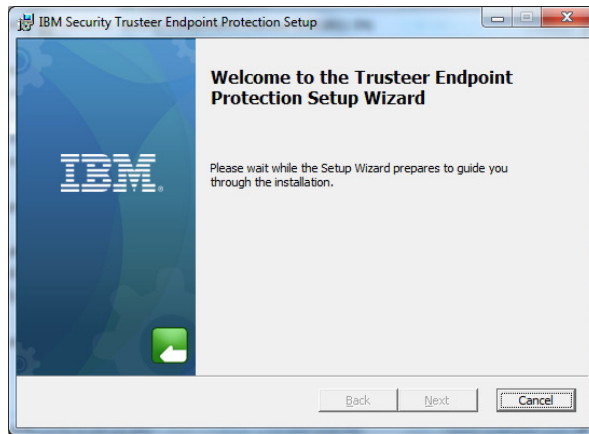 IBM Security Trusteer Endpoint Protection Setup
Welcome to the Trusteer Endpoint
Protection Setup Wizard
Please wait while the Setup Wizard prepares to guide you
through the installation.
IBM.
Back
Next
Cancel